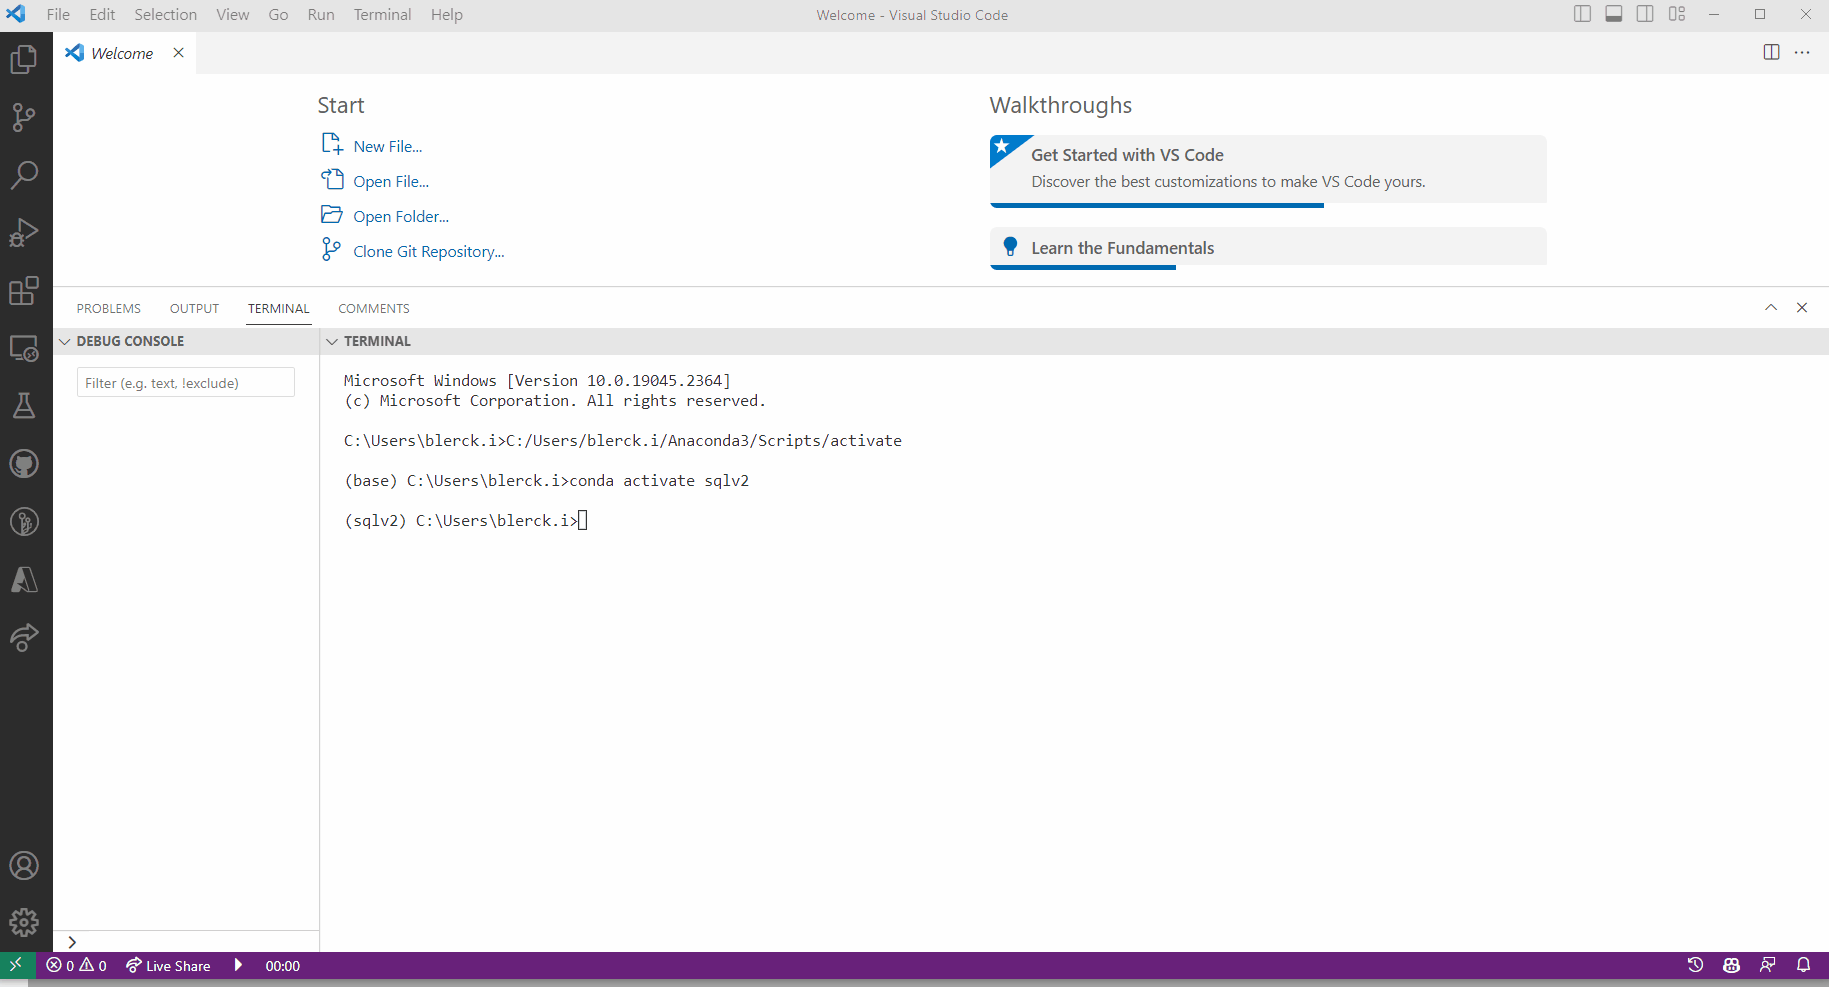 File Edit Selection View Go Run Terminal Help
Welcome - Visual Studio Code
Welcome
Start
New File...
Open File...
Open Folder...
Clone Git Repository...
Walkthroughs
Get Started with VS Code
Discover the best customizations to make VS Code yours.
Learn the Fundamentals
PROBLEMS OUTPUT TERMINAL COMMENTS
DEBUG CONSOLE
Filter (e.g. text, !exclude)
TERMINAL
Microsoft Windows [Version 10.0.19045.2364]
(c) Microsoft Corporation. All rights reserved.
C:\Users\blerck.i>C:/Users/blerck.i/Anaconda3/Scripts/activate
(base) C:\Users\blerck.i>conda activate sqlv2
(sqlv2) C:\Users\blerck.i>
0 0 Live Share 00:00